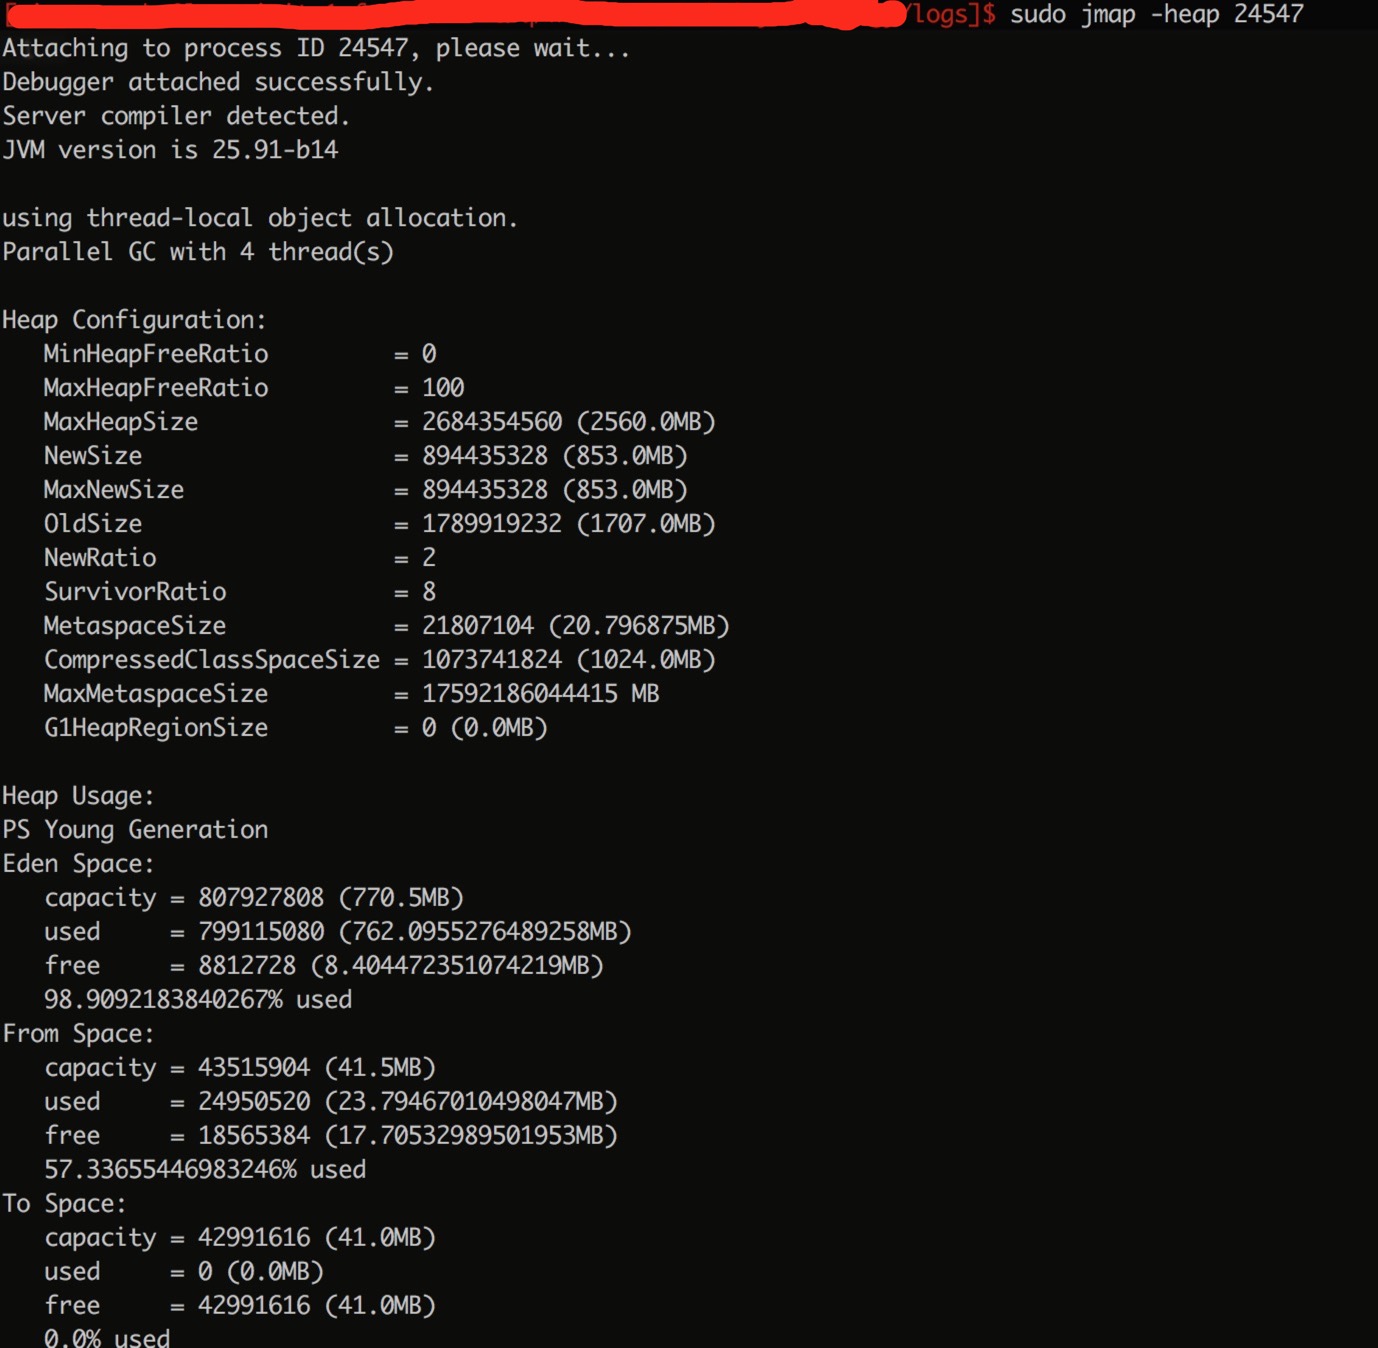 /logs]$ sudo jmap -heap 24547
Attaching to process ID 24547, please wait...
Debugger attached successfully.
Server compiler detected.
JVM version is 25.91-b14
using thread-local object allocation.
Parallel GC with 4 thread(s)
Heap Configuration:
MinHeapFreeRatio = 0
MaxHeapFreeRatio = 100
MaxHeapSize = 2684354560 (2560.0MB)
NewSize = 894435328 (853.0MB)
MaxNewSize = 894435328 (853.0MB)
OldSize = 1789919232 (1707.0MB)
NewRatio = 2
SurvivorRatio = 8
MetaspaceSize = 21807104 (20.796875MB)
CompressedClassSpaceSize = 1073741824 (1024.0MB)
MaxMetaspaceSize = 17592186044415 MB
G1HeapRegionSize = 0 (0.0MB)
Heap Usage:
PS Young Generation
Eden Space:
capacity = 807927808 (770.5MB)
used = 799115080 (762.0955276489258MB)
free = 8812728 (8.404472351074219MB)
98.9092183840267% used
From Space:
capacity = 43515904 (41.5MB)
used = 24950520 (23.79467010498047MB)
free = 18565384 (17.70532989501953MB)
57.33655446983246% used
To Space:
capacity = 42991616 (41.0MB)
used = 0 (0.0MB)
free = 42991616 (41.0MB)
0.0% used